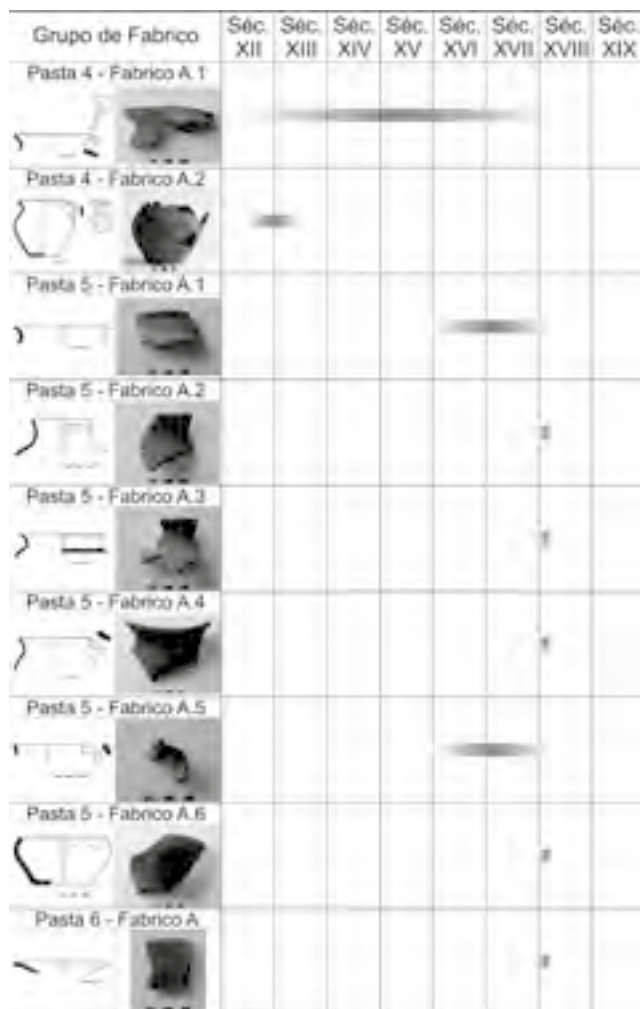 Grupo de Fabrico
Séc. Séc. Séc. Séc. Séc. Séc. Séc. Séc.
XII XIII XIV XV XVI XVII XVIII XIX
Pasta 4 - Fabrico A.1
Pasta 4 - Fabrico A.2
Pasta 5 - Fabrico A.1
Pasta 5 - Fabrico A.2
Pasta 5 - Fabrico A.3
Pasta 5 - Fabrico A.4
Pasta 5 - Fabrico A.5
Pasta 5 - Fabrico A.6
Pasta 6 - Fabrico A